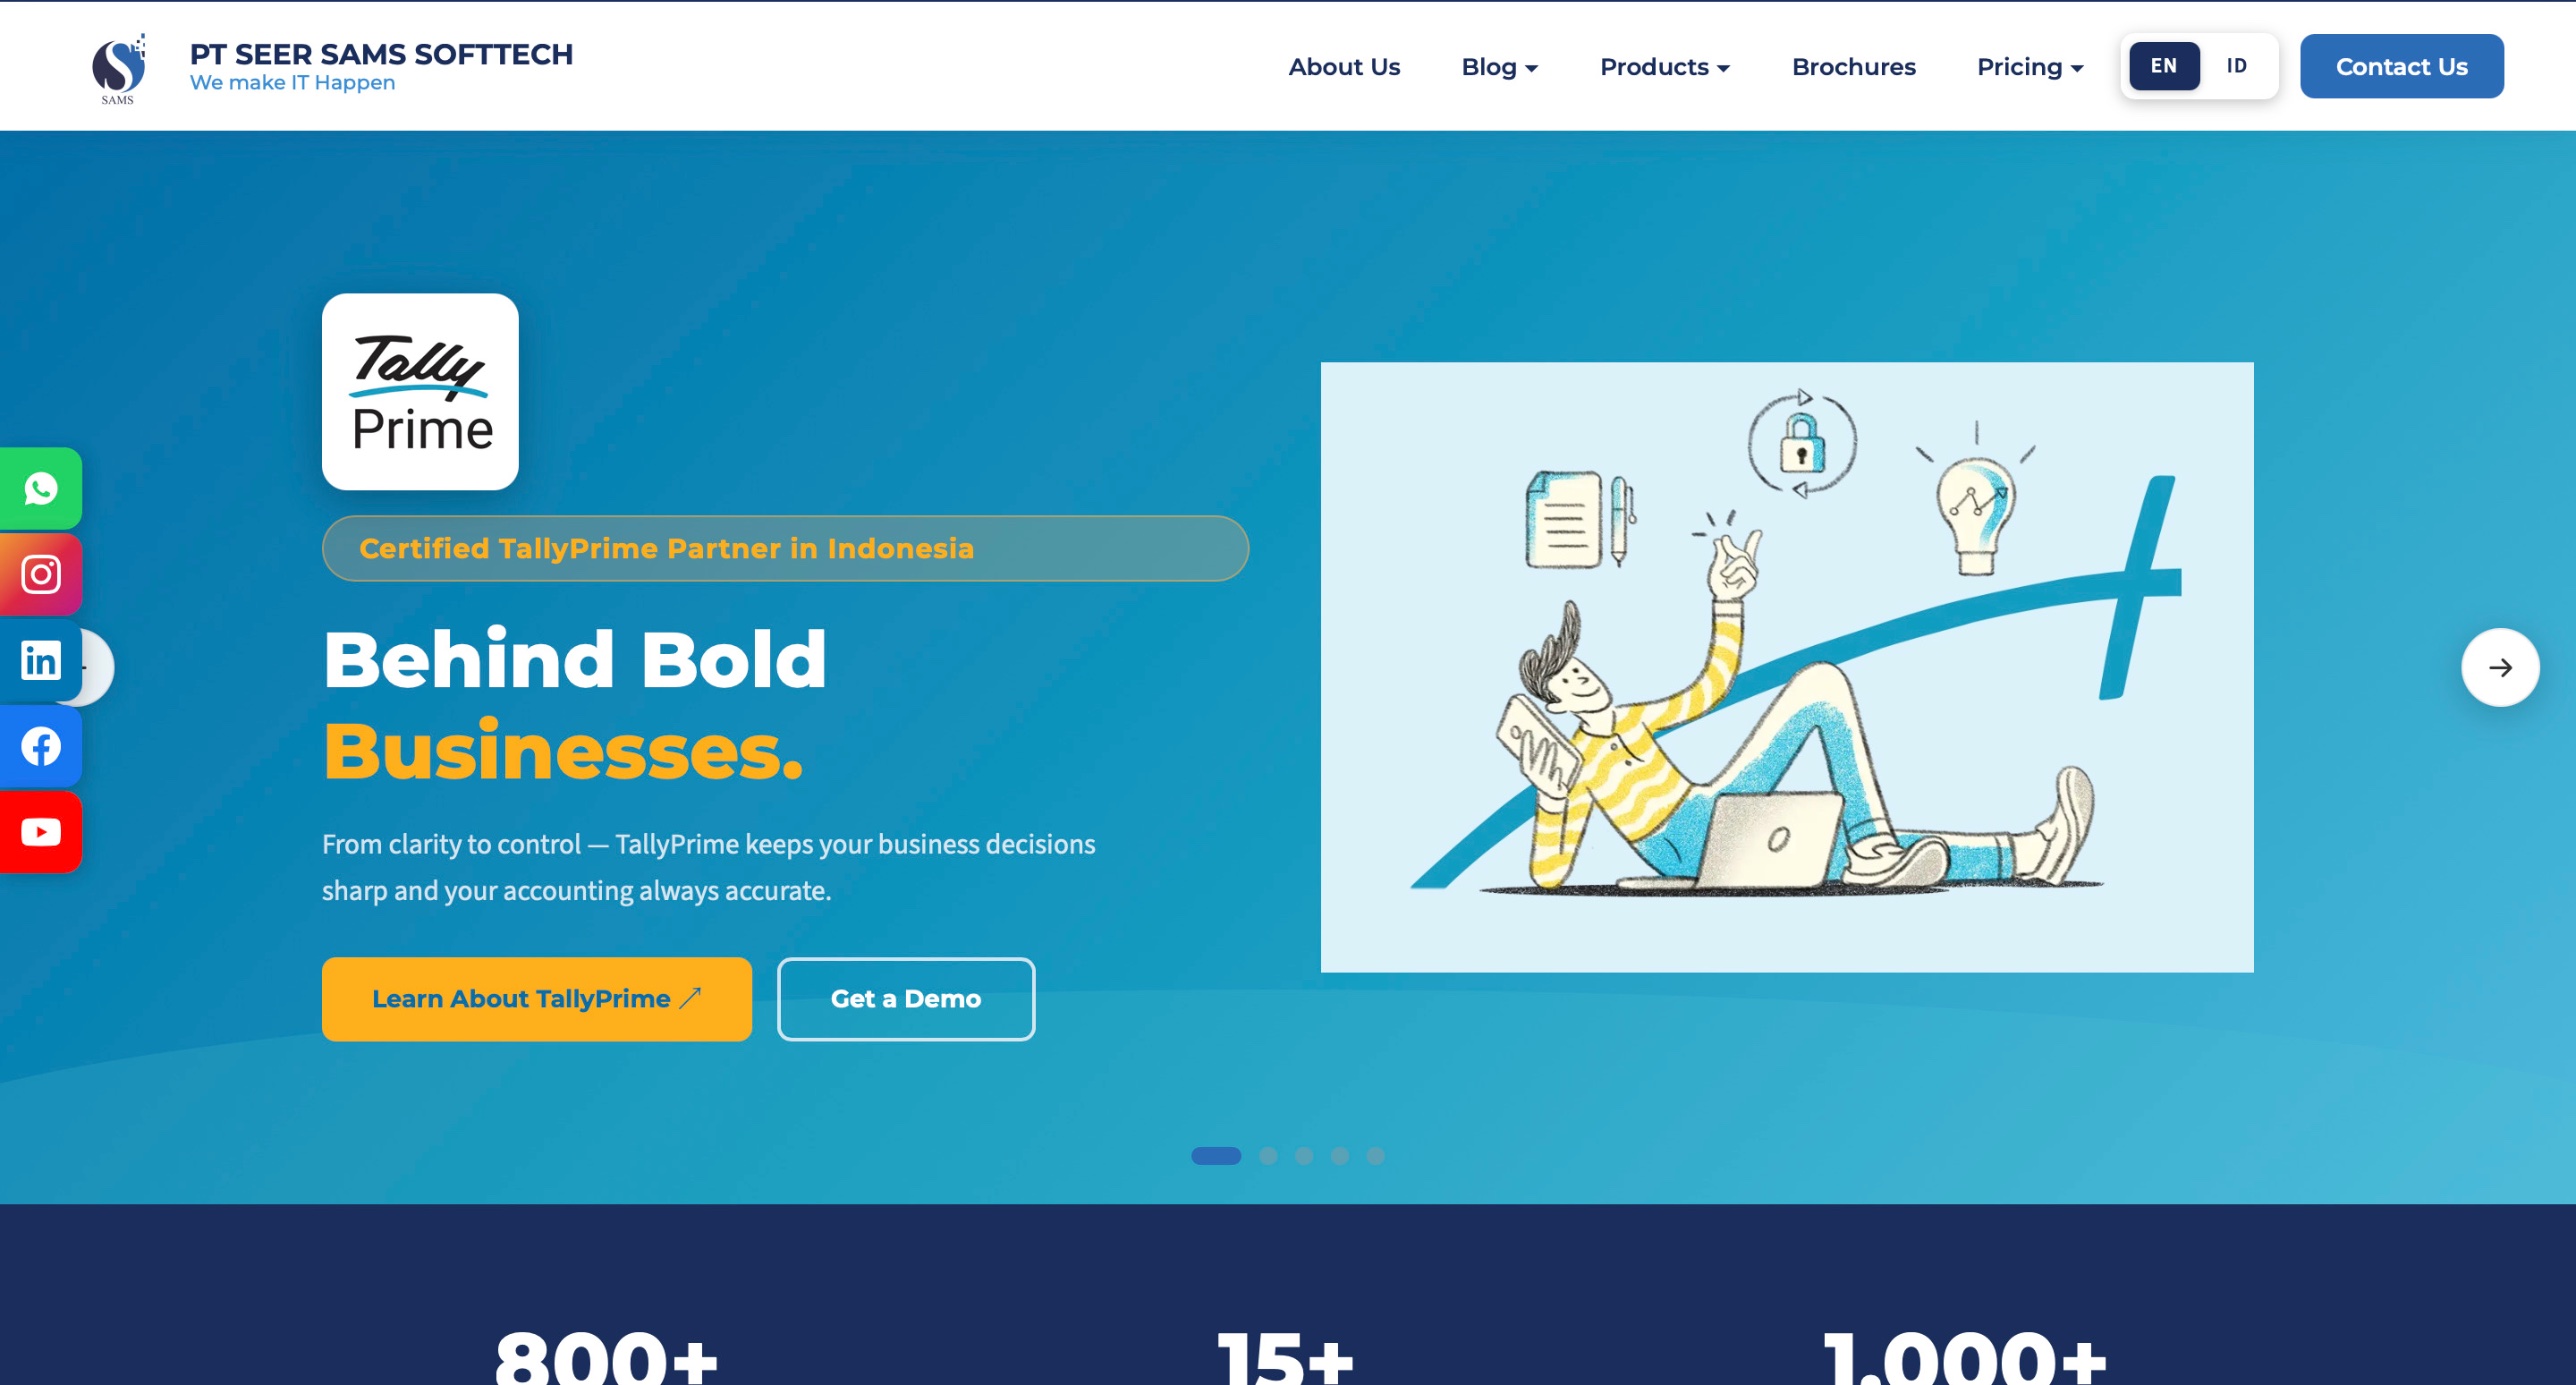 SAMS
PT SEER SAMS SOFTTECH
We make IT Happen
About Us
Blog
Products
Brochures
Pricing
EN
ID
Contact Us
Tally
Prime
Certified TallyPrime Partner in Indonesia
Behind Bold
Businesses.
From clarity to control — TallyPrime keeps your business decisions
sharp and your accounting always accurate.
Learn About TallyPrime ↗
Get a Demo
in
800+
15+
1.000+